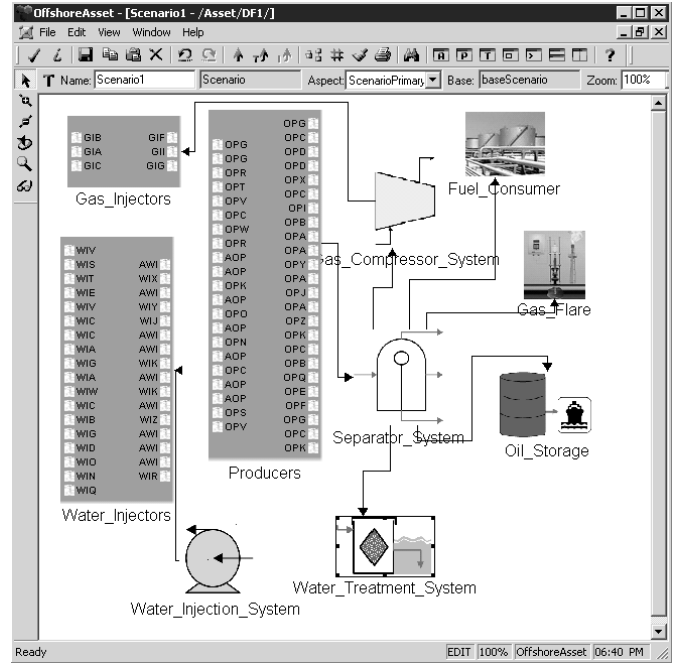 OffshoreAsset - [Scenario1 - /Asset/DF1/]
File Edit View Window Help
Name: Scenario1 Scenario Aspect: ScenarioPrimary Base: baseScenario Zoom: 100%
GIB GIF
GIA GII
GIC GIG
Gas_Injectors
OPG
OPC
OPG OPD
OPG OPD
OPR OPX
OPT OPC
OPV OPI
OPC OPB
OPW OPA
OPR OPA
AOP OPY
AOP OPA
OPK OPJ
AOP OPA
OPO OPZ
AOP OPK
OPN OPC
AOP OPB
OPC OPQ
AOP OPE
AOP OPF
OPS OPG
OPV OPC
OPK
Producers
Fuel_Consumer
Gas_Compressor_System
Gas_Flare
WIV
WIS AWI
WIT WIX
WIE AWI
WIV WIY
WIC WIJ
WIC AWI
WIA AWI
WIG WIK
WIA AWI
WIW WIK
WIC AWI
WIB WIZ
WIG AWI
WID AWI
WIO AWI
WIN WIR
WIQ
Water_Injectors
Separator_System
Oil_Storage
Water_Treatment_System
Water_Injection_System
Ready EDIT 100% OffshoreAsset 06:40 PM